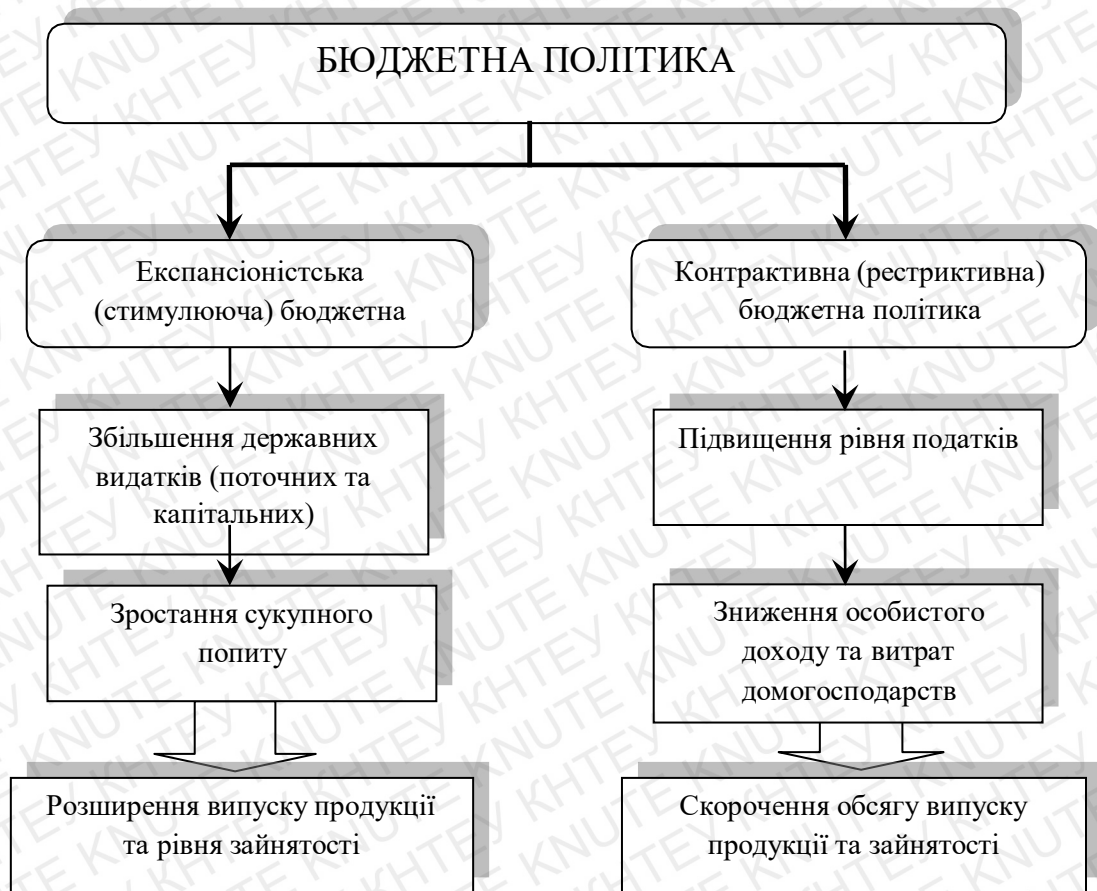 БЮДЖЕТНА ПОЛІТИКА
Експансіоністська
(стимулююча) бюджетна
Контрактивна (рестриктивна)
бюджетна політика
Збільшення державних
видатків (поточних та
капітальних)
Підвищення рівня податків
Зростання сукупного
попиту
Зниження особистого
доходу та витрат
домогосподарств
Розширення випуску продукції
та рівня зайнятості
Скорочення обсягу випуску
продукції та зайнятості